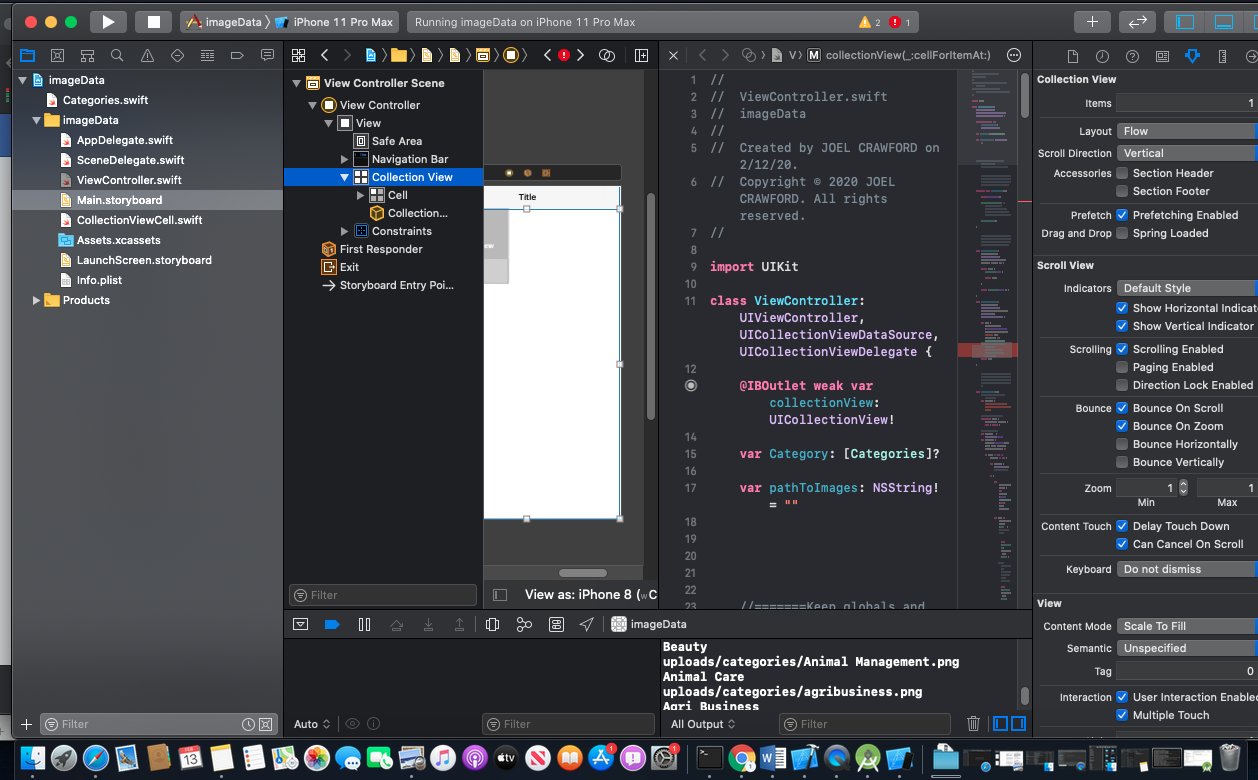 imageData
iPhone 11 Pro Max
Running imageData on iPhone 11 Pro Max
2
1
imageData
Categories.swift
imageData
AppDelegate.swift
SceneDelegate.swift
ViewController.swift
Main.storyboard
CollectionViewCell.swift
Assets.xcassets
LaunchScreen.storyboard
Info.plist
Products
Filter
View Controller Scene
View Controller
View
Safe Area
Navigation Bar
Collection View
Cell
Collection...
Constraints
First Responder
Exit
Storyboard Entry Poi...
Filter
Title
View as: iPhone 8 (wC
V
M
collectionView(_:cellForItemAt:)
1 //
2 // ViewController.swift
3 // imageData
4 //
5 // Created by JOEL CRAWFORD on
2/12/20.
6 // Copyright © 2020 JOEL
CRAWFORD. All rights
reserved.
7 //
8
9 import UIKit
10
11 class ViewController:
UIViewController,
UICollectionViewDataSource,
UICollectionViewDelegate {
12
@IBOutlet weak var
collectionView:
UICollectionView!
14
15 var Category: [Categories]?
16
17 var pathToImages: NSString!
= ""
18
19
20
21
22
23 //=======Keep globals and
Collection View
Items 1
Layout Flow
Scroll Direction Vertical
Accessories Section Header
Section Footer
Prefetch Prefetching Enabled
Drag and Drop Spring Loaded
Scroll View
Indicators Default Style
Show Horizontal Indicat
Show Vertical Indicator
Scrolling Scrolling Enabled
Paging Enabled
Direction Lock Enabled
Bounce Bounce On Scroll
Bounce On Zoom
Bounce Horizontally
Bounce Vertically
Zoom 1 1
Min Max
Content Touch Delay Touch Down
Can Cancel On Scroll
Keyboard Do not dismiss
View
Content Mode Scale To Fill
Semantic Unspecified
Tag 0
Interaction User Interaction Enabled
Multiple Touch
imageData
Beauty
uploads/categories/Animal Management.png
Animal Care
uploads/categories/agribusiness.png
Agri Business
Auto
Filter
All Output
Filter
13
tv
1
1